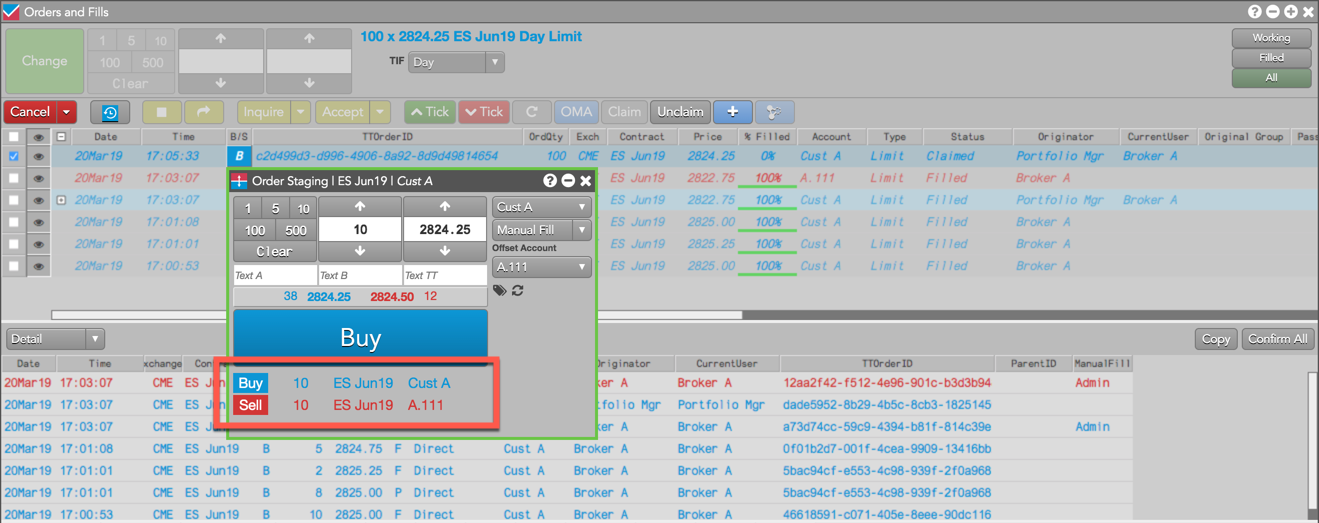 Orders and Fills
100 x 2824.25 ES Jun19 Day Limit
Change
1 5 10
100 500
Clear
TIF Day
Working
Filled
All
Cancel Inquire Accept Tick Tick C OMA Claim Unclaim +
Date Time B/S TTOrderID OrdQty Exch Contract Price % Filled Account Type Status Originator CurrentUser Original Group Pass
20Mar19 17:05:33 B c2d499d3-d996-4906-8a92-8d9d49814654 100 CME ES Jun19 2824.25 0% Cust A Limit Claimed Portfolio Mgr Broker A
20Mar19 17:03:07 ES Jun19 2822.75 100% A.111 Limit Filled Broker A
20Mar19 17:03:07 ES Jun19 2822.75 100% Cust A Limit Filled Portfolio Mgr Broker A
20Mar19 17:01:08 ES Jun19 2825.00 100% Cust A Limit Filled Broker A
20Mar19 17:01:01 ES Jun19 2825.25 100% Cust A Limit Filled Broker A
20Mar19 17:00:53 ES Jun19 2825.00 100% Cust A Limit Filled Broker A
Order Staging | ES Jun19 | Cust A
1 5 10
100 500
Clear
10
2824.25
Cust A
Manual Fill
Offset Account
A.111
Text A Text B Text TT
38 2824.25 2824.50 12
Buy
Buy 10 ES Jun19 Cust A
Sell 10 ES Jun19 A.111
Detail
Copy Confirm All
Date Time xchange Con Originator CurrentUser TTOrderID ParentID ManualFill
20Mar19 17:03:07 CME ES Ju Broker A Broker A 12aa2f42-f512-4e96-901c-b3d3b94 Admin
20Mar19 17:03:07 CME ES Ju tfolio Mgr Portfolio Mgr dade5952-8b29-4b5c-8cb3-1825145
20Mar19 17:03:07 CME ES Ju Broker A Broker A a73d74cc-59c9-4394-b81f-814c39e Admin
20Mar19 17:01:08 CME ES Jun19 B 5 2824.75 F Direct Cust A Broker A Broker A 0f01b2d7-001f-4cea-9909-13416bb
20Mar19 17:01:01 CME ES Jun19 B 2 2825.25 F Direct Cust A Broker A Broker A 5bac94cf-e553-4c98-939f-2f0a968
20Mar19 17:01:01 CME ES Jun19 B 8 2825.00 P Direct Cust A Broker A Broker A 5bac94cf-e553-4c98-939f-2f0a968
20Mar19 17:00:53 CME ES Jun19 B 10 2825.00 F Direct Cust A Broker A Broker A 46618591-c071-405e-8eee-90dc116